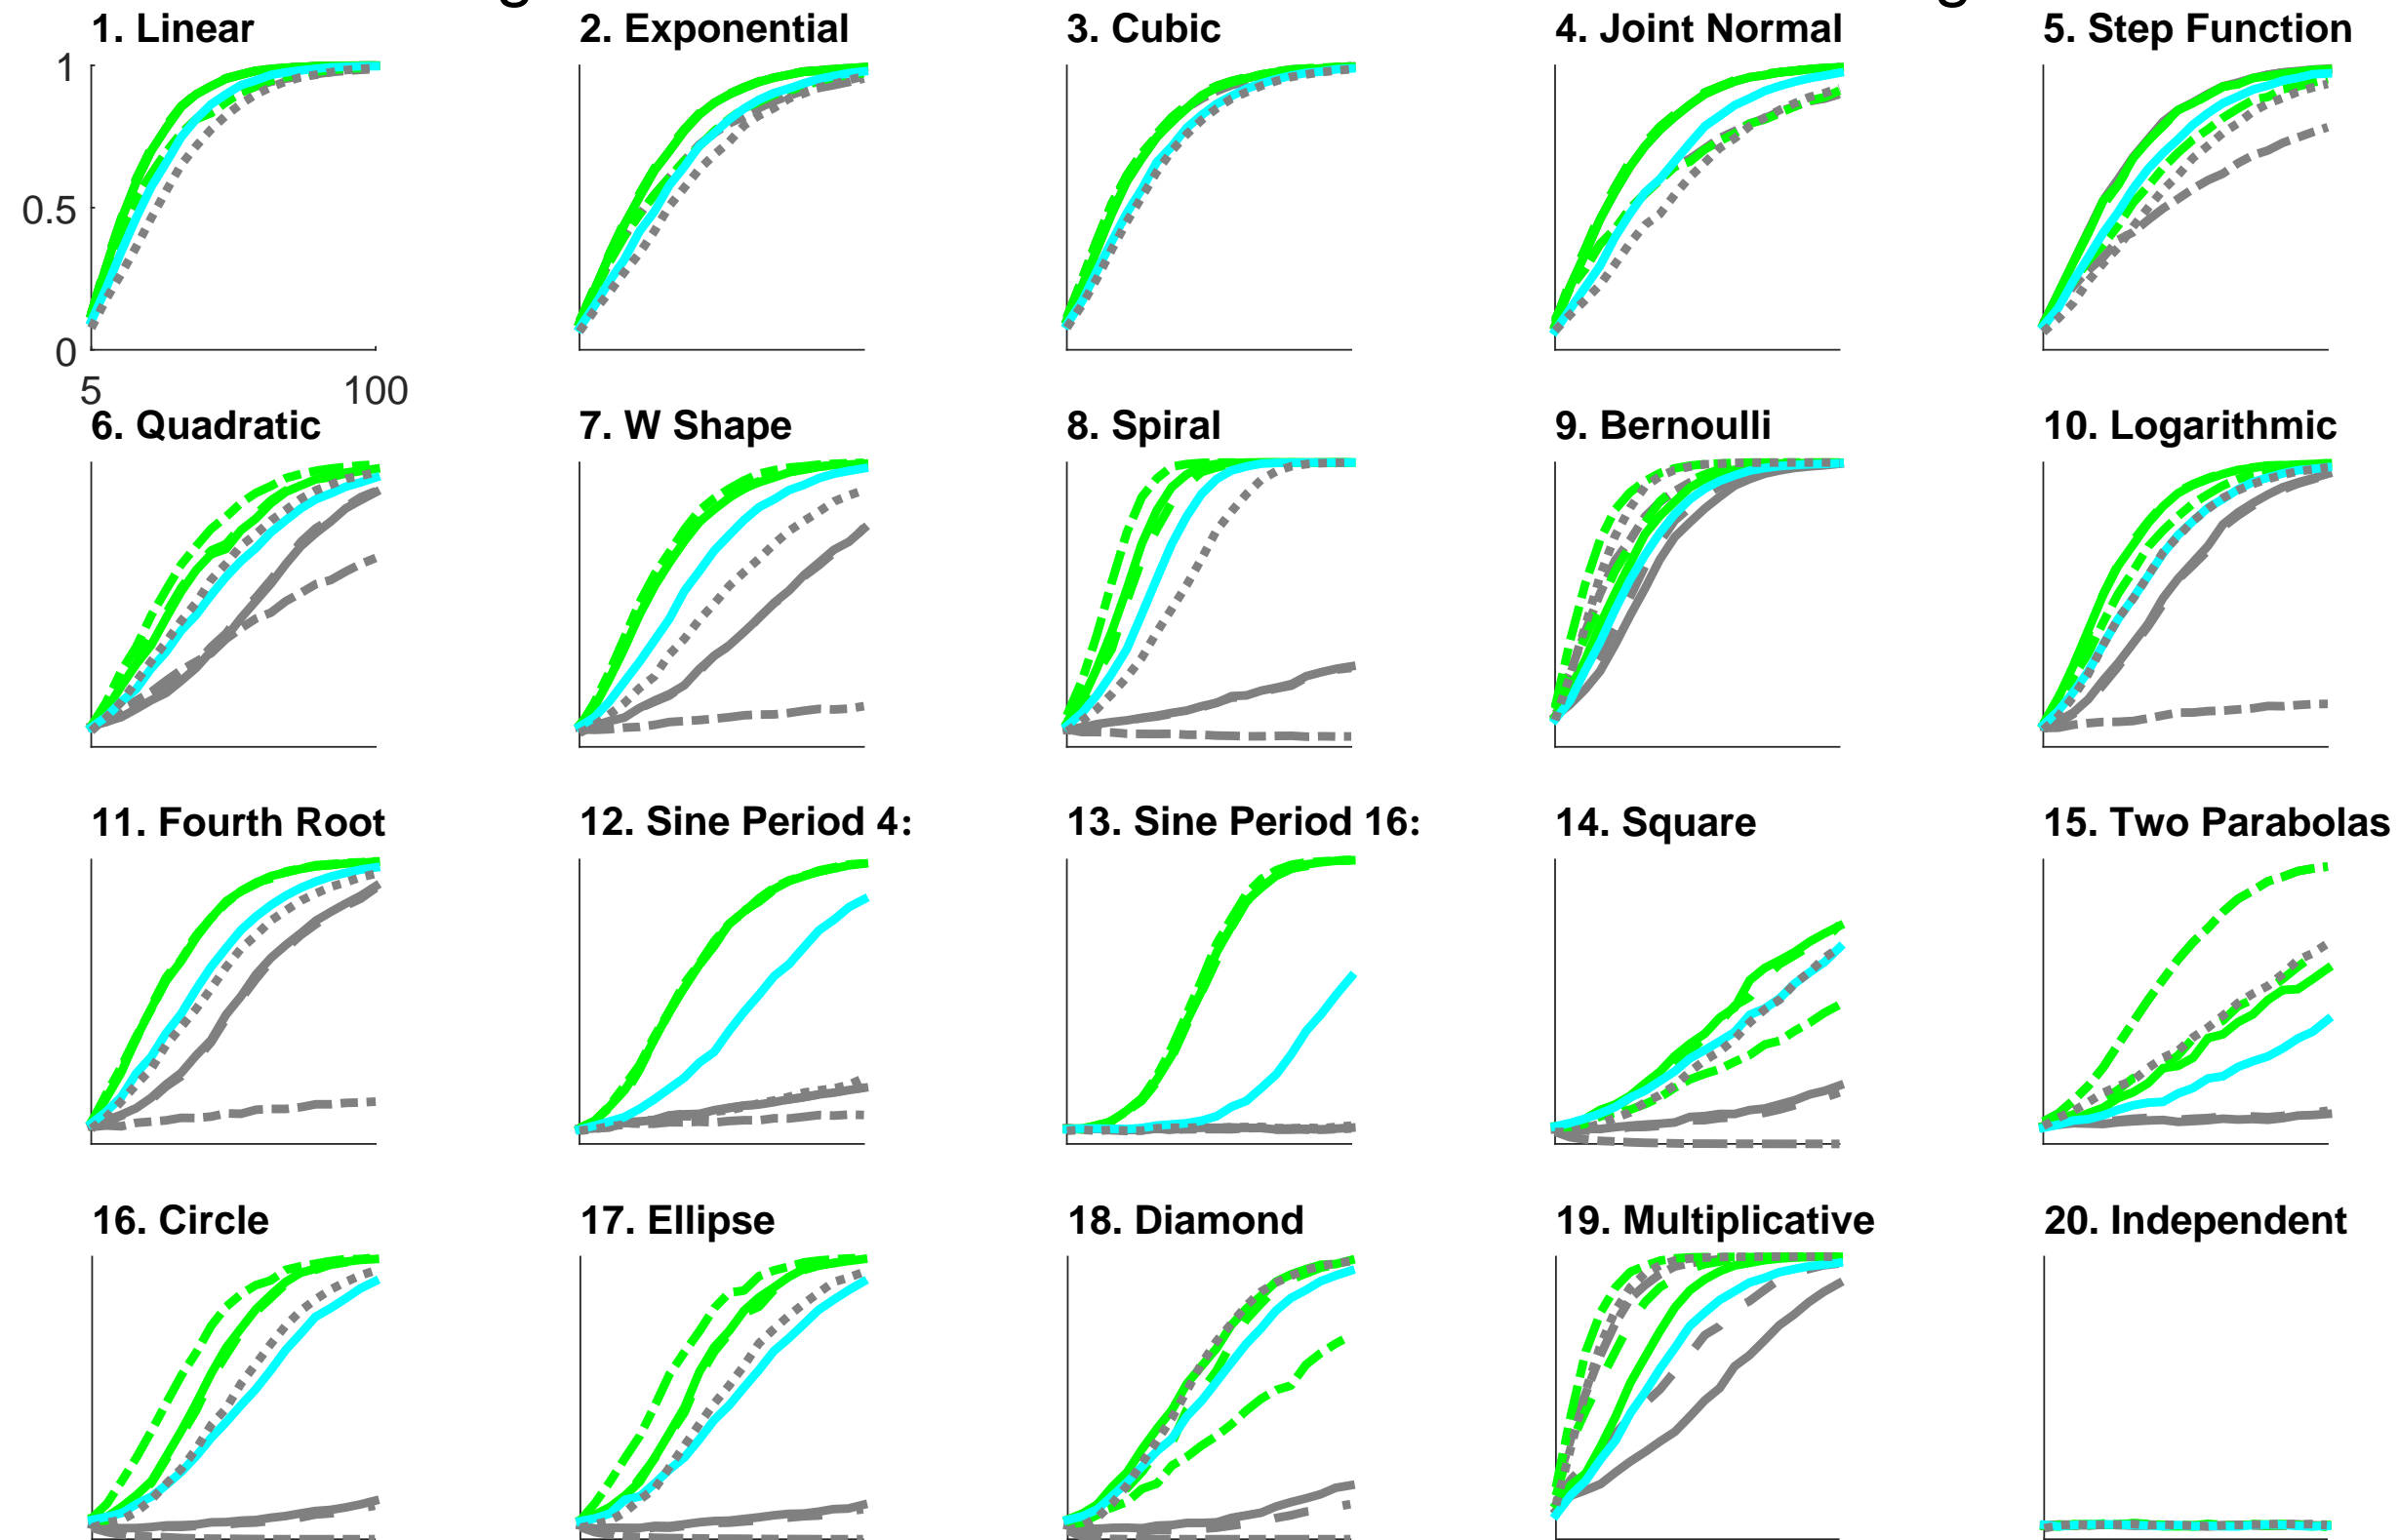 1. Linear
2. Exponential
3. Cubic
4. Joint Normal
5. Step Function
1
0.5
0
5
100
6. Quadratic
7. W Shape
8. Spiral
9. Bernoulli
10. Logarithmic
11. Fourth Root
12. Sine Period 4:
13. Sine Period 16:
14. Square
15. Two Parabolas
16. Circle
17. Ellipse
18. Diamond
19. Multiplicative
20. Independent